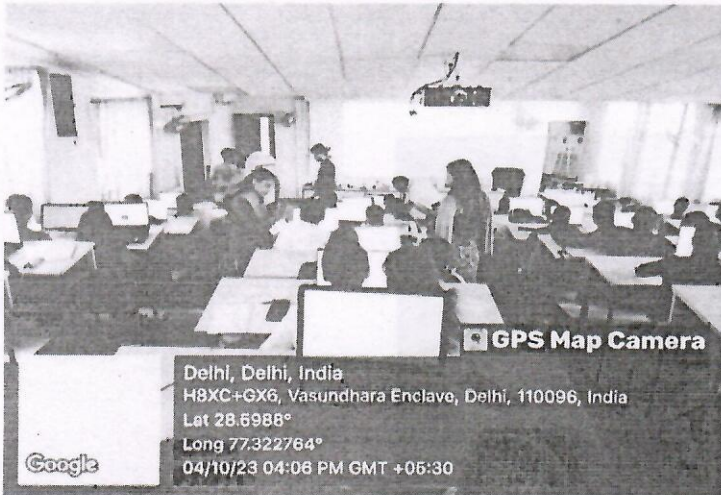 GPS Map Camera
Delhi, Delhi, India
H8XC+GX6, Vasundhara Enclave, Delhi, 110096, India
Lat 28.5988°
Long 77.322764°
04/10/23 04:06 PM GMT +05:30
Google